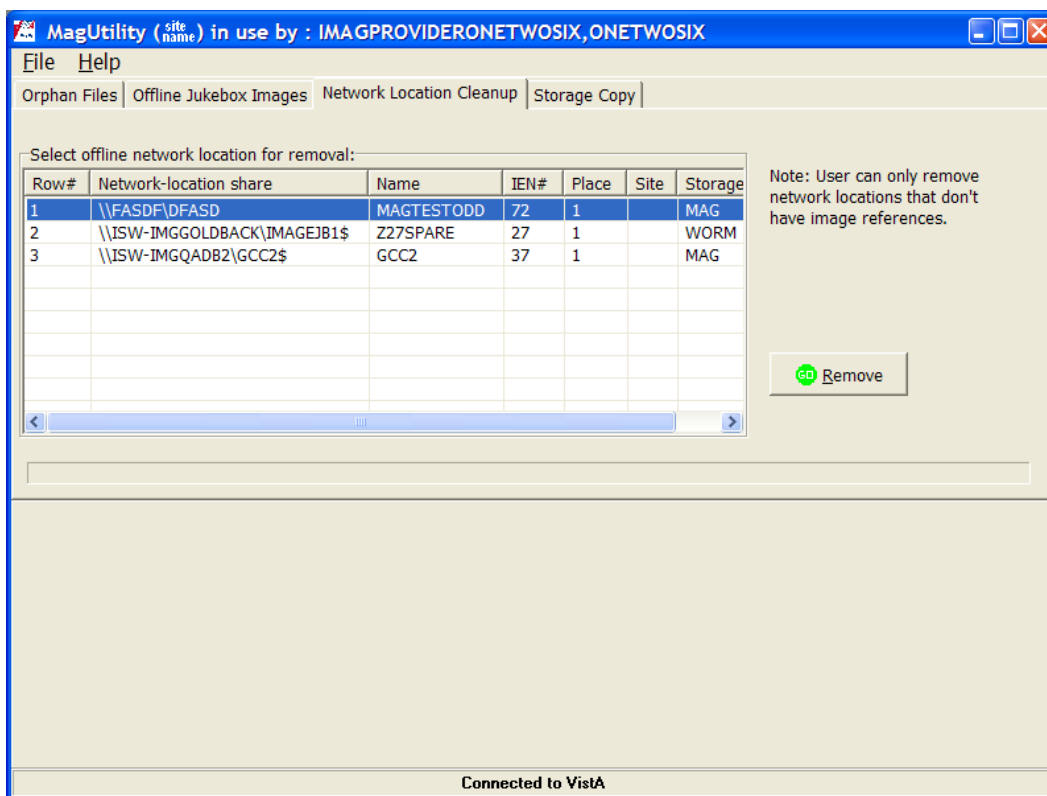 MagUtility (site name) in use by : IMAGPROVIDERONETWOSIX,ONETWOSIX
File Help
Orphan Files Offline Jukebox Images Network Location Cleanup Storage Copy
Select offline network location for removal:
Row# Network-location share Name IEN# Place Site Storage
1 \\FASDF\DFASD MAGTESTODD 72 1 MAG
2 \\ISW-IMGGOLDBACK\IMAGEJB1$ Z27SPARE 27 1 WORM
3 \\ISW-IMGQADB2\GCC2$ GCC2 37 1 MAG
Note: User can only remove
network locations that don't
have image references.
GO Remove
Connected to VistA